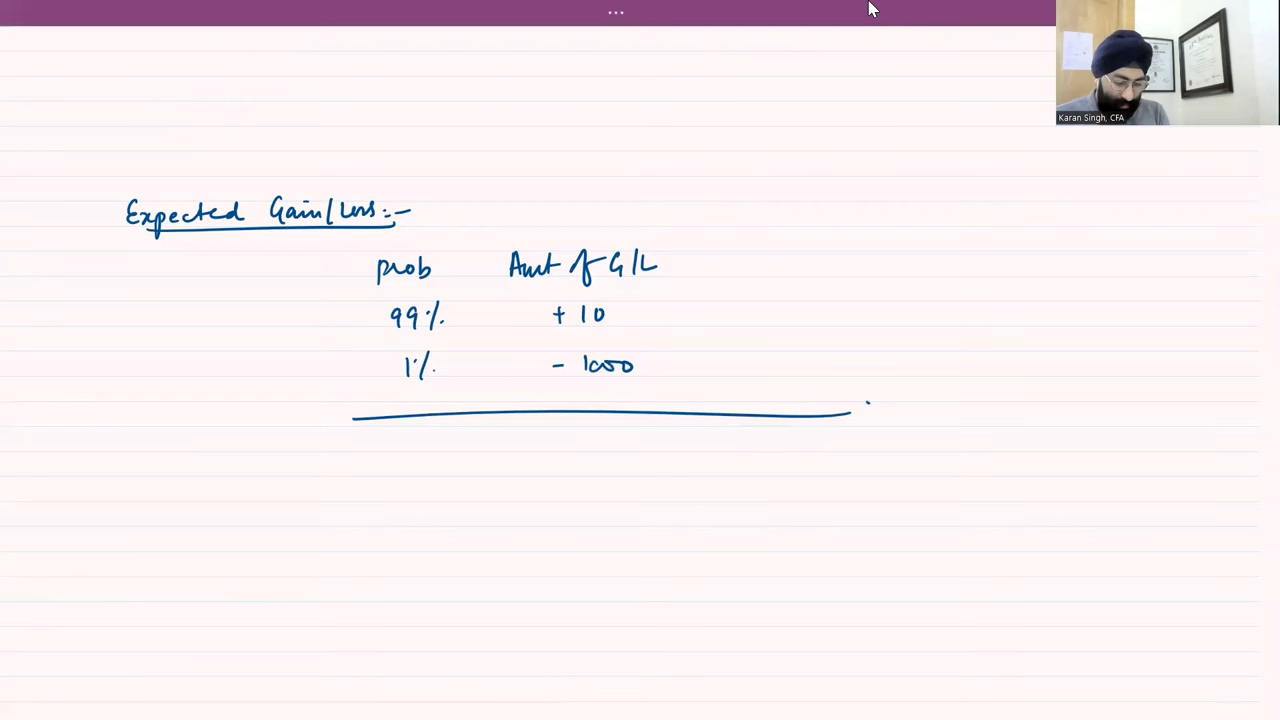 ...
Karan Singh, CFA
Expected Gain/Loss:-
prob Amt of G/L
99% + 10
1% - 1000